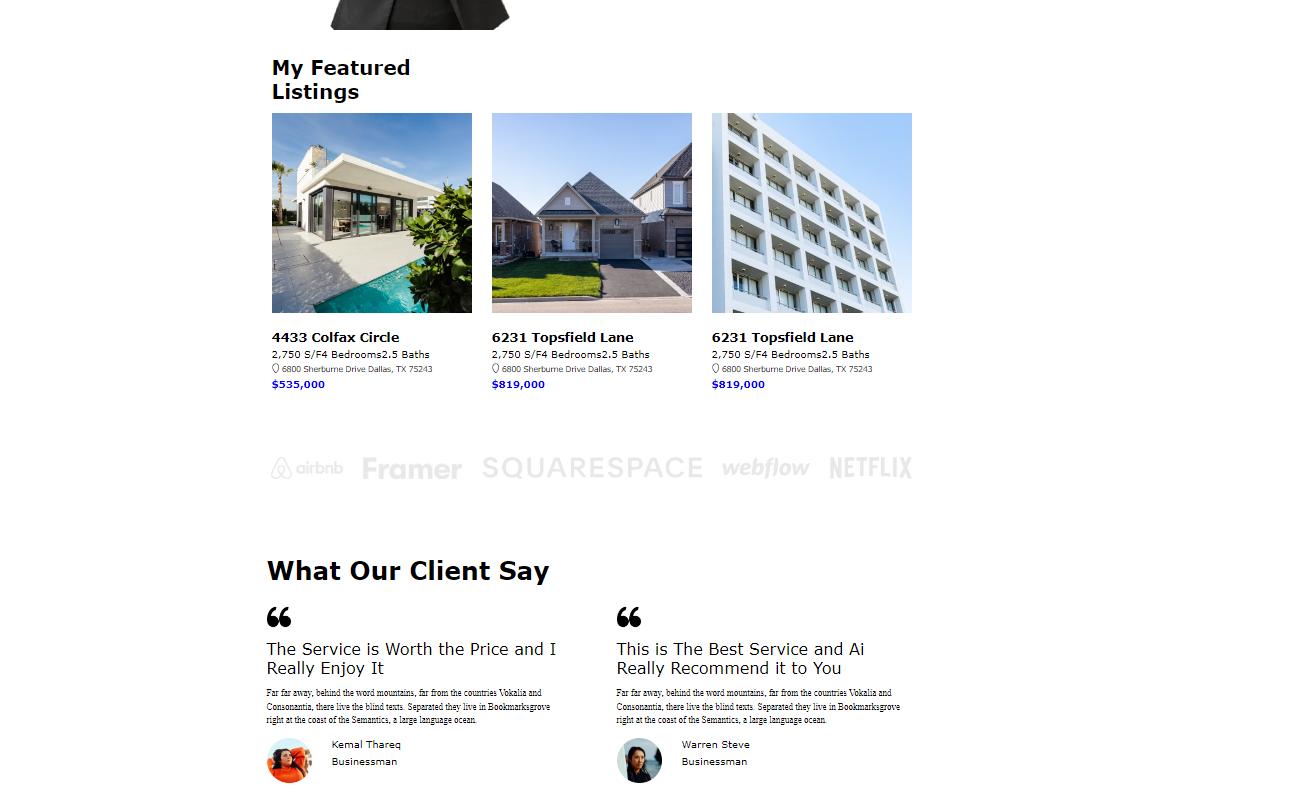 My Featured
Listings
4433 Colfax Circle
2,750 S/F4 Bedrooms2.5 Baths
6800 Sherburne Drive Dallas, TX 75243
$535,000
6231 Topsfield Lane
2,750 S/F4 Bedrooms2.5 Baths
6800 Sherburne Drive Dallas, TX 75243
$819,000
6231 Topsfield Lane
2,750 S/F4 Bedrooms2.5 Baths
6800 Sherburne Drive Dallas, TX 75243
$819,000
airbnb Framer SQUARESPACE webflow NETFLIX
What Our Client Say
“
The Service is Worth the Price and I
Really Enjoy It
Far far away, behind the word mountains, far from the countries Vokalia and
Consonantia, there live the blind texts. Separated they live in Bookmarksgrove
right at the coast of the Semantics, a large language ocean.
Kemal Thareq
Businessman
“
This is The Best Service and Ai
Really Recommend it to You
Far far away, behind the word mountains, far from the countries Vokalia and
Consonantia, there live the blind texts. Separated they live in Bookmarksgrove
right at the coast of the Semantics, a large language ocean.
Warren Steve
Businessman